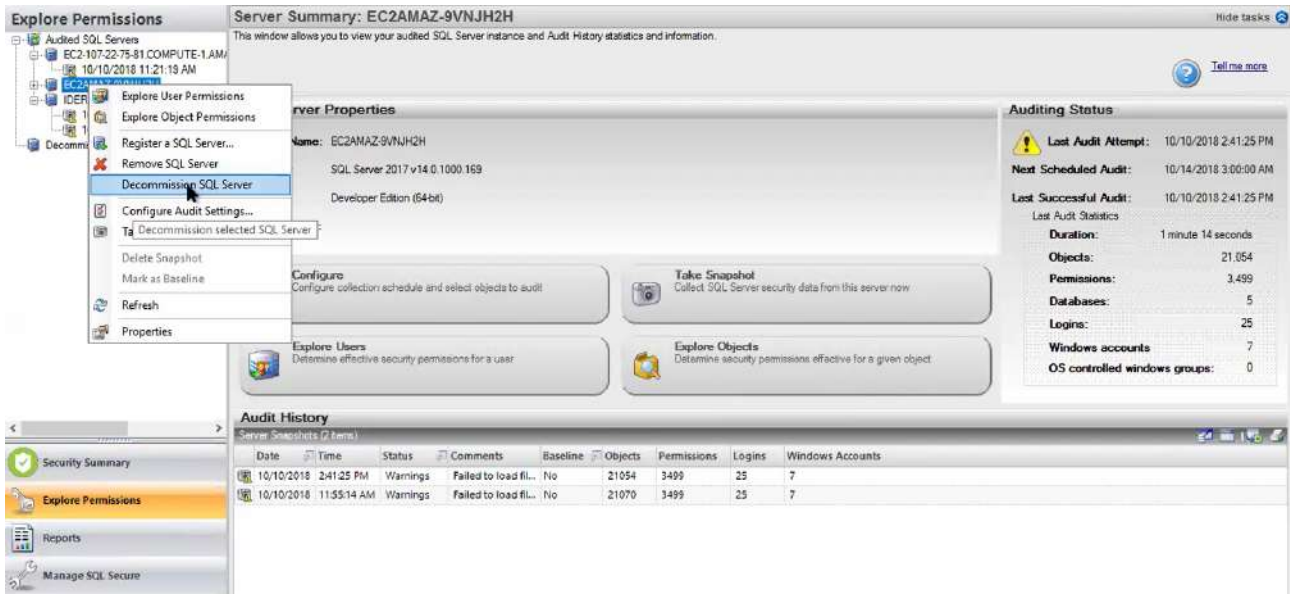 Explore Permissions
Audited SQL Servers
EC2-107-22-75-81.COMPUTE-1.AMA
10/10/2018 11:21:19 AM
EC2AMAZ-9VNJH2H
IDER
Decommi
Explore User Permissions
Explore Object Permissions
Register a SQL Server...
Remove SQL Server
Decommission SQL Server
Configure Audit Settings...
Ta
Decommission selected SQL Server
Delete Snapshot
Mark as Baseline
Refresh
Properties
Security Summary
Explore Permissions
Reports
Manage SQL Secure
Server Summary: EC2AMAZ-9VNJH2H
Hide tasks
This window allows you to view your audited SQL Server instance and Audit History statistics and information.
Tell me more
rver Properties
Name: EC2AMAZ-9VNJH2H
SQL Server 2017 v14.0.1000.169
Developer Edition (64-bit)
Configure
Configure collection schedule and select objects to audit
Take Snapshot
Collect SQL Server security data from this server now
Explore Users
Determine effective security permissions for a user
Explore Objects
Determine security permissions effective for a given object
Auditing Status
Last Audit Attempt: 10/10/2018 2:41:25 PM
Next Scheduled Audit: 10/14/2018 3:00:00 AM
Last Successful Audit: 10/10/2018 2:41:25 PM
Last Audit Statistics
Duration: 1 minute 14 seconds
Objects: 21,054
Permissions: 3,499
Databases: 5
Logins: 25
Windows accounts 7
OS controlled windows groups: 0
Audit History
Server Snapshots (2 items)
Date Time Status Comments Baseline Objects Permissions Logins Windows Accounts
10/10/2018 2:41:25 PM Warnings Failed to load fil... No 21054 3499 25 7
10/10/2018 11:55:14 AM Warnings Failed to load fil... No 21070 3499 25 7